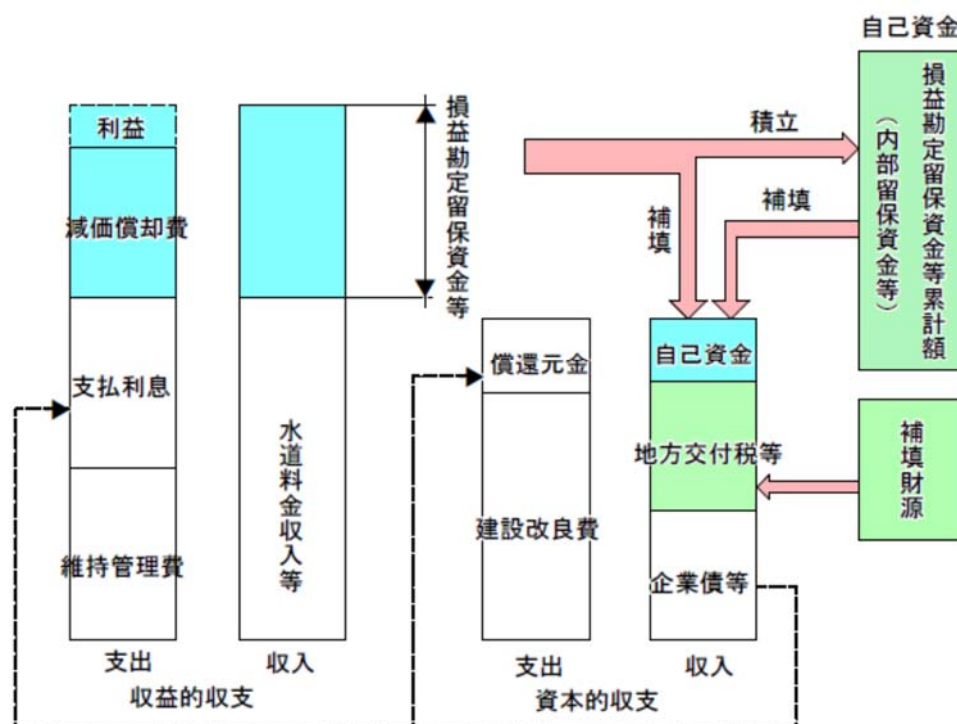 自己資金
損益勘定留保資金等累計額
（内部留保資金等）
積立
補填
補填
損益勘定留保資金等
利益
減価償却費
支払利息
維持管理費
水道料金収入等
償還元金
建設改良費
自己資金
地方交付税等
企業債等
補填財源
支出
収入
収益的収支
支出
収入
資本的収支